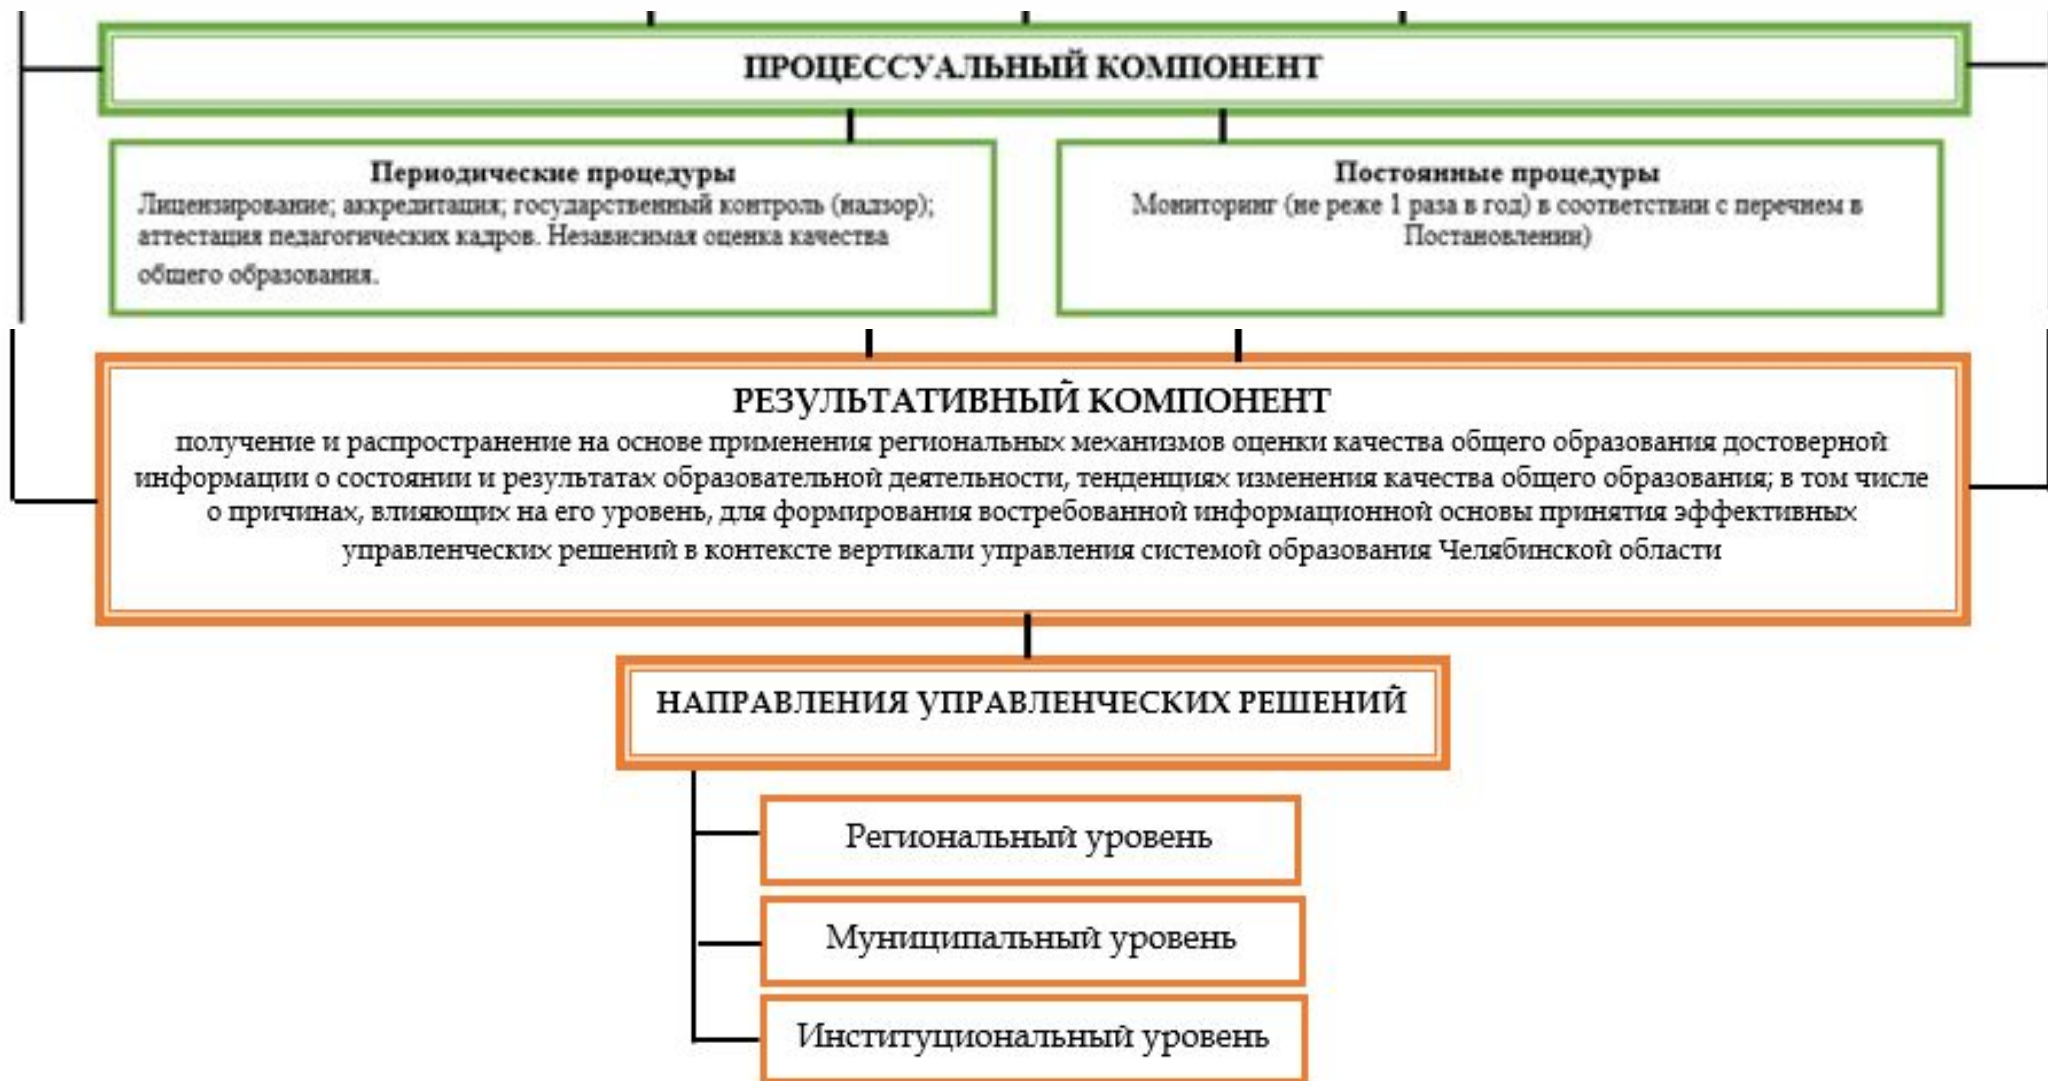 ПРОЦЕССУАЛЬНЫЙ КОМПОНЕНТ
Периодические процедуры
Лицензирование; аккредитация; государственный контроль (надзор);
аттестация педагогических кадров. Независимая оценка качества
общего образования.
Постоянные процедуры
Мониторинг (не реже 1 раза в год) в соответствии с перечнем в
Постановлении)
РЕЗУЛЬТАТИВНЫЙ КОМПОНЕНТ
получение и распространение на основе применения региональных механизмов оценки качества общего образования достоверной
информации о состоянии и результатах образовательной деятельности, тенденциях изменения качества общего образования; в том числе
о причинах, влияющих на его уровень, для формирования востребованной информационной основы принятия эффективных
управленческих решений в контексте вертикали управления системой образования Челябинской области
НАПРАВЛЕНИЯ УПРАВЛЕНЧЕСКИХ РЕШЕНИЙ
Региональный уровень
Муниципальный уровень
Институциональный уровень